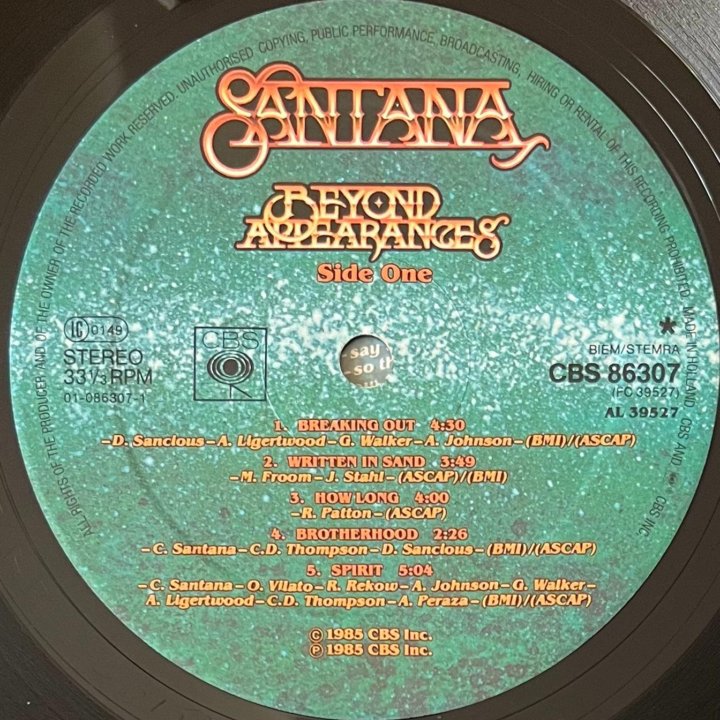 ALL RIGHTS OF THE PRODUCER AND OF THE OWNER OF THE RECORDED WORK RESERVED. UNAUTHORISED COPYING, PUBLIC PERFORMANCE, BROADCASTING, HIRING OR RENTAL OF THIS RECORDING PROHIBITED. MADE IN HOLLAND CBS AND CBS INC.
SANTANA
BEYOND
APPEARANCES
Side One
LC 0149
STEREO
33 1/3 RPM
01-086307-1
CBS
*
BIEM/STEMRA
CBS 86307
(FC 39527)
AL 39527
-say
-so th
1. BREAKING OUT 4:30
–D. Sancious–A. Ligertwood–G. Walker–A. Johnson–(BMI)/(ASCAP)
2. WRITTEN IN SAND 3:49
–M. Froom–J. Stahl–(ASCAP)/(BMI)
3. HOW LONG 4:00
–R. Patton–(ASCAP)
4. BROTHERHOOD 2:26
–C. Santana–C.D. Thompson–D. Sancious–(BMI)/(ASCAP)
5. SPIRIT 5:04
–C. Santana–O. Vilato–R. Rekow–A. Johnson–G. Walker–
A. Ligertwood–C.D. Thompson–A. Peraza–(BMI)/(ASCAP)
© 1985 CBS Inc.
℗ 1985 CBS Inc.